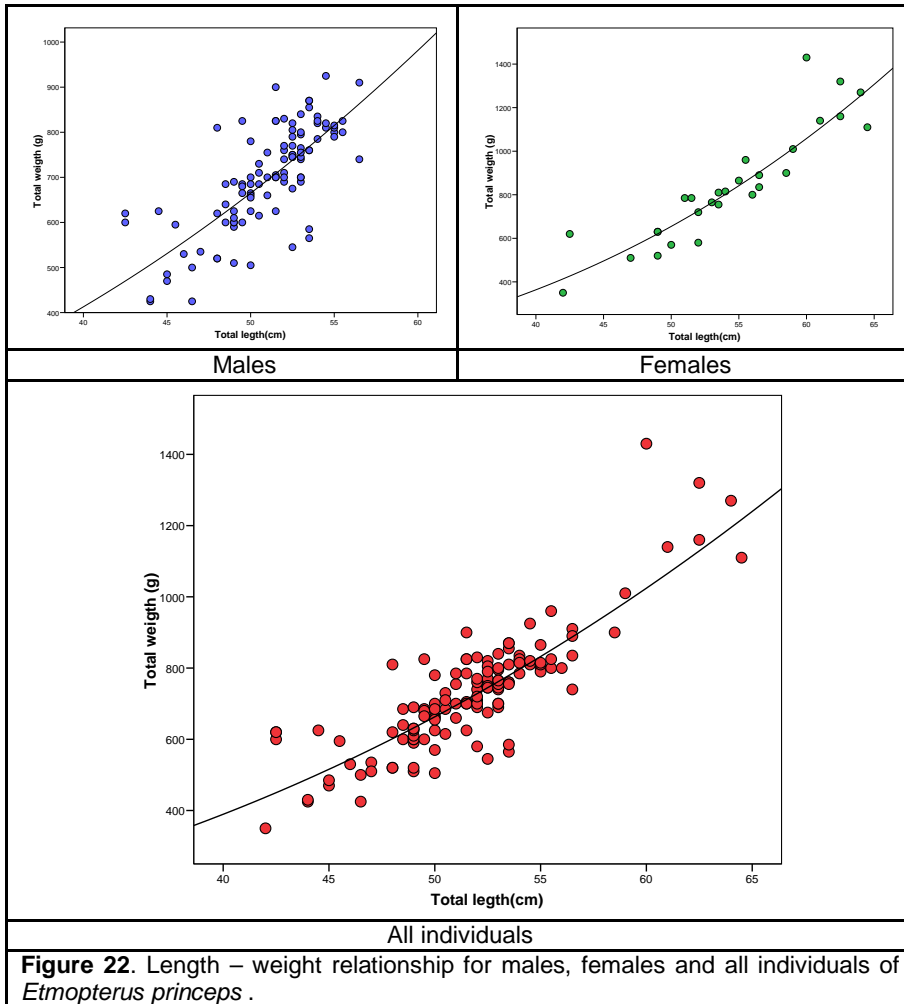 1000
900
800
700
600
500
400
Total weigth (g)
40 45 50 55 60
Total legth(cm)
Males
1400
1200
1000
800
600
400
Total weigth (g)
40 45 50 55 60 65
Total legth(cm)
Females
1400
1200
1000
800
600
400
Total weigth (g)
40 45 50 55 60 65
Total legth(cm)
All individuals
Figure 22. Length – weight relationship for males, females and all individuals of
Etmopterus princeps .